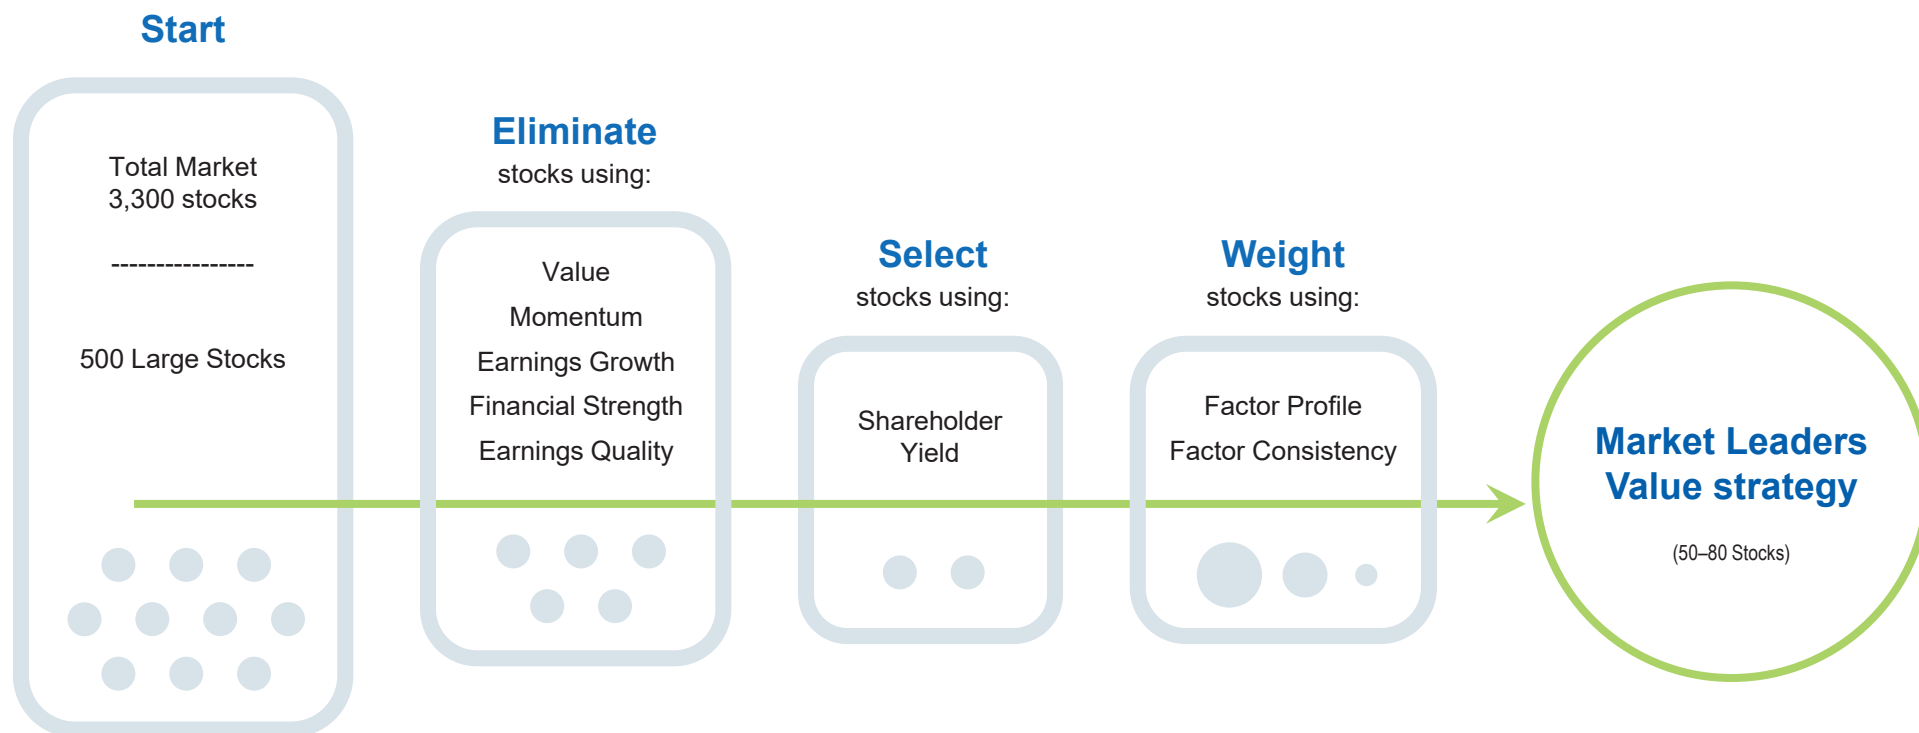 Start
Total Market
3,300 stocks
----------------
500 Large Stocks
Eliminate
stocks using:
Value
Momentum
Earnings Growth
Financial Strength
Earnings Quality
Select
stocks using:
Shareholder
Yield
Weight
stocks using:
Factor Profile
Factor Consistency
Market Leaders
Value strategy
(50–80 Stocks)